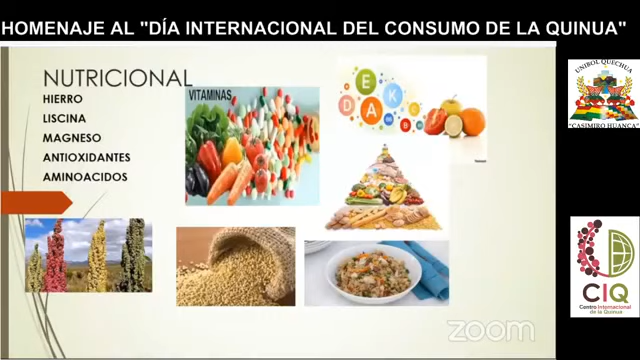 HOMENAJE AL "DÍA INTERNACIONAL DEL CONSUMO DE LA QUINUA"
NUTRICIONAL
HIERRO
LISCINA
MAGNESO
ANTIOXIDANTES
AMINOACIDOS
VITAMINAS
E
K
C
D
A
B
UNIBOL QUECHUA
"CASIMIRO HUANCA"
CIQ
Centro Internacional
de la Quinua
zoom